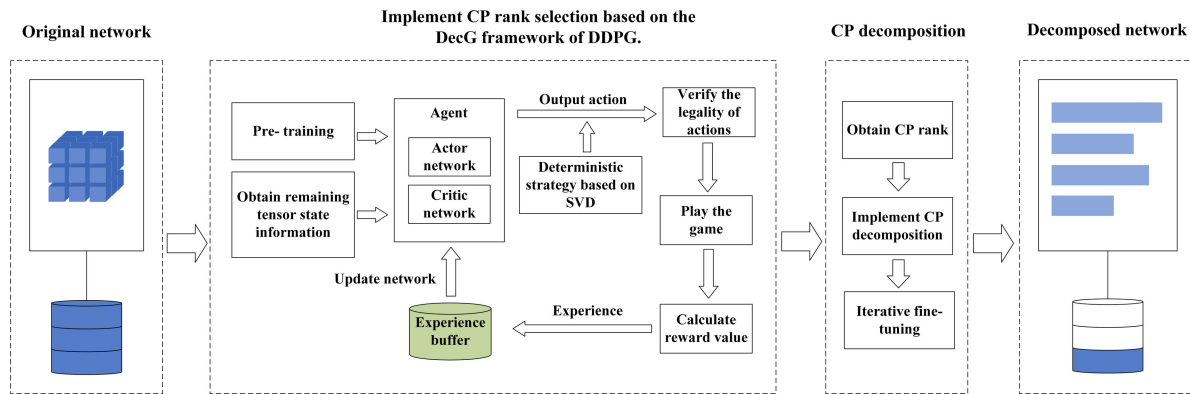 Original network
Implement CP rank selection based on the
DecG framework of DDPG.
CP decomposition
Decomposed network
Pre- training
Obtain remaining
tensor state
information
Agent
Actor
network
Critic
network
Output action
Deterministic
strategy based on
SVD
Verify the
legality of
actions
Play the
game
Calculate
reward value
Experience
Experience
buffer
Update network
Obtain CP rank
Implement CP
decomposition
Iterative fine-
tuning